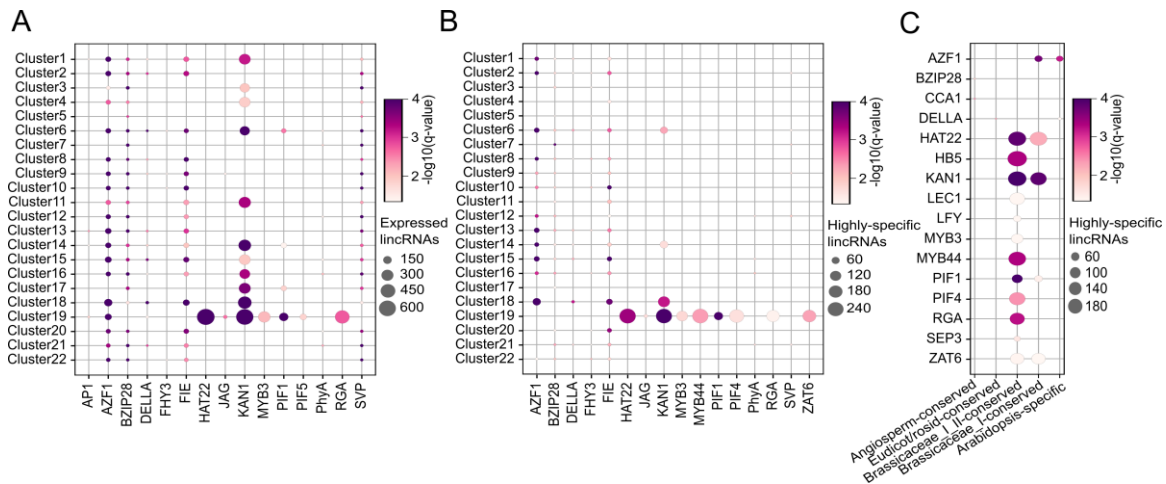 A
Cluster1
Cluster2
Cluster3
Cluster4
Cluster5
Cluster6
Cluster7
Cluster8
Cluster9
Cluster10
Cluster11
Cluster12
Cluster13
Cluster14
Cluster15
Cluster16
Cluster17
Cluster18
Cluster19
Cluster20
Cluster21
Cluster22
AP1
AZF1
BZIP28
DELLA
FHY3
FIE
HAT22
JAG
KAN1
MYB3
PIF1
PIF5
PhyA
RGA
SVP
4
3
2
-log10(q-value)
Expressed
lincRNAs
150
300
450
600
B
Cluster1
Cluster2
Cluster3
Cluster4
Cluster5
Cluster6
Cluster7
Cluster8
Cluster9
Cluster10
Cluster11
Cluster12
Cluster13
Cluster14
Cluster15
Cluster16
Cluster17
Cluster18
Cluster19
Cluster20
Cluster21
Cluster22
AZF1
BZIP28
DELLA
FHY3
FIE
HAT22
JAG
KAN1
MYB3
MYB44
PIF1
PIF4
PhyA
RGA
SVP
ZAT6
4
3
2
-log10(q-value)
Highly-specific
lincRNAs
60
120
180
240
C
AZF1
BZIP28
CCA1
DELLA
HAT22
HB5
KAN1
LEC1
LFY
MYB3
MYB44
PIF1
PIF4
RGA
SEP3
ZAT6
Angiosperm-conserved
Eudicot/rosid-conserved
Brassicaceae_I_II-conserved
Brassicaceae_I-conserved
Arabidopsis-specific
4
3
2
-log10(q-value)
Highly-specific
lincRNAs
60
100
140
180